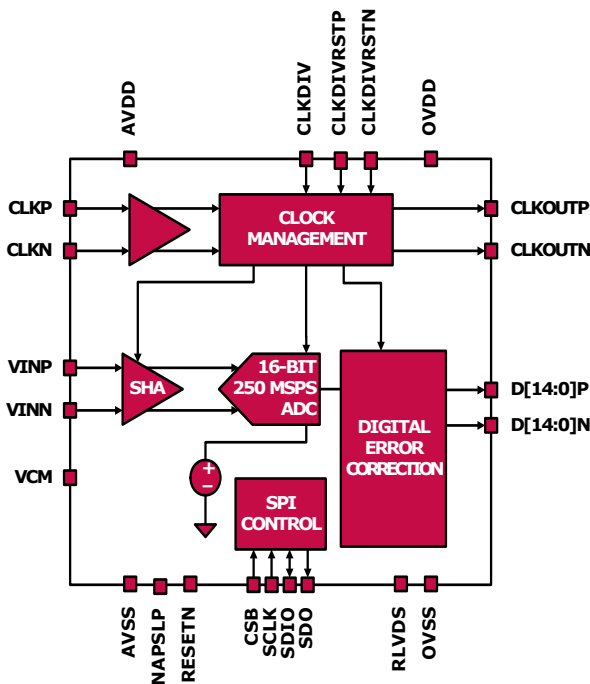 AVDD
CLKDIV
CLKDIVRSTP
CLKDIVRSTN
OVDD
CLKP
CLKN
CLOCK
MANAGEMENT
CLKOUTP
CLKOUTN
VINP
VINN
SHA
16-BIT
250 MSPS
ADC
D[14:0]P
D[14:0]N
DIGITAL
ERROR
CORRECTION
VCM
+
−
SPI
CONTROL
AVSS
NAPSLP
RESETN
CSB
SCLK
SDIO
SDO
RLVDS
OVSS